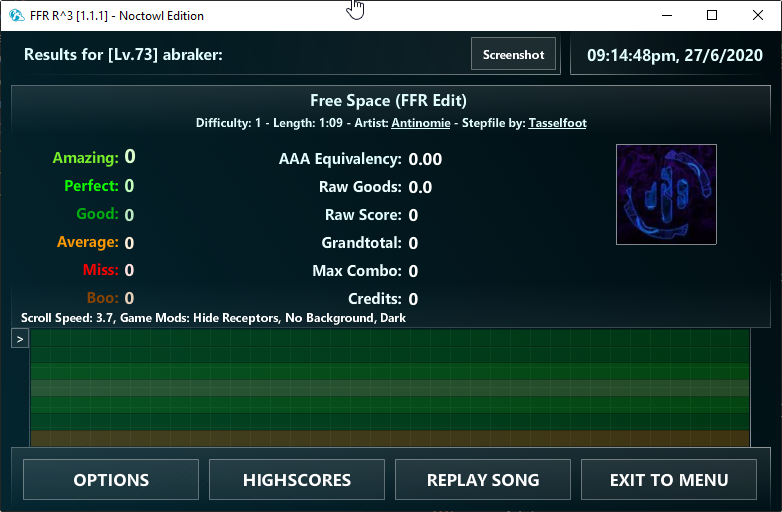 FFR R^3 [1.1.1] - Noctowl Edition
Results for [Lv.73] abraker:
Screenshot
09:14:48pm, 27/6/2020
Free Space (FFR Edit)
Difficulty: 1 - Length: 1:09 - Artist: Antinomie - Stepfile by: Tasselfoot
Amazing: 0
Perfect: 0
Good: 0
Average: 0
Miss: 0
Boo: 0
AAA Equivalency: 0.00
Raw Goods: 0.0
Raw Score: 0
Grandtotal: 0
Max Combo: 0
Credits: 0
Scroll Speed: 3.7, Game Mods: Hide Receptors, No Background, Dark
>
OPTIONS
HIGHSCORES
REPLAY SONG
EXIT TO MENU